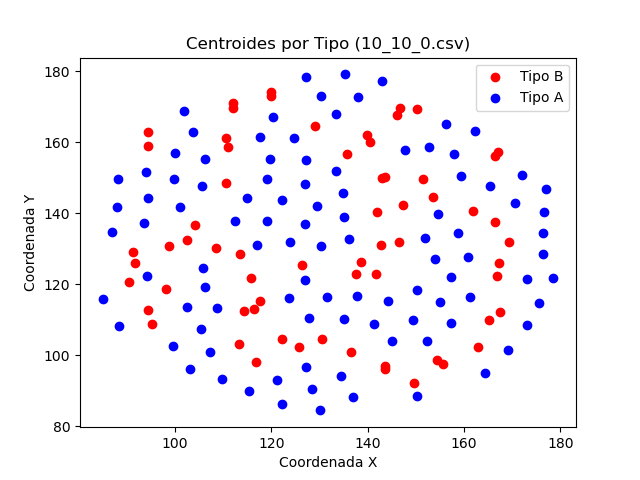 Centroides por Tipo (10_10_0.csv)
Tipo B
Tipo A
Coordenada Y
180
160
140
120
100
80
100
120
140
160
180
Coordenada X